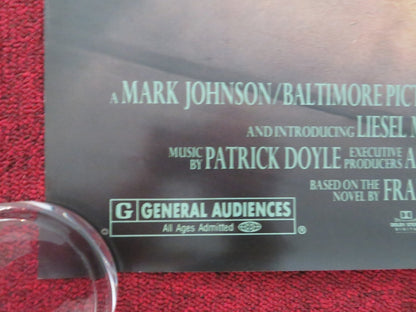 A MARK JOHNSON/BALTIMORE PICT
AND INTRODUCING LIESEL
MUSIC BY PATRICK DOYLE EXECUTIVE PRODUCERS A
BASED ON THE NOVEL BY FRA
G GENERAL AUDIENCES
All Ages Admitted ®